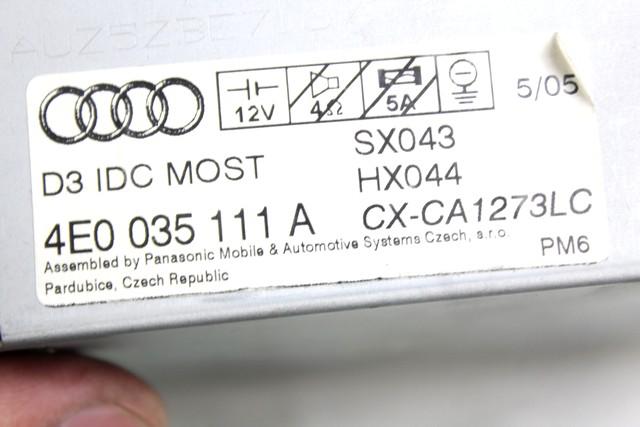 12V 4Ω 5A 5/05
SX043
D3 IDC MOST HX044
4E0 035 111 A CX-CA1273LC
Assembled by Panasonic Mobile & Automotive Systems Czech, s.r.o.
Pardubice, Czech Republic PM6